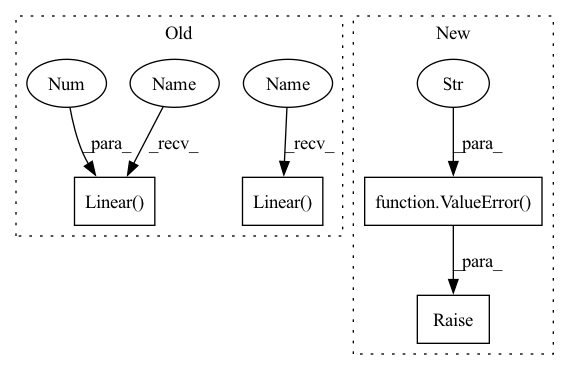 Old
New
Num
Name
Name
Str
_para_
_recv_
_recv_
_para_
Linear()
Linear()
function.ValueError()
_para_
Raise